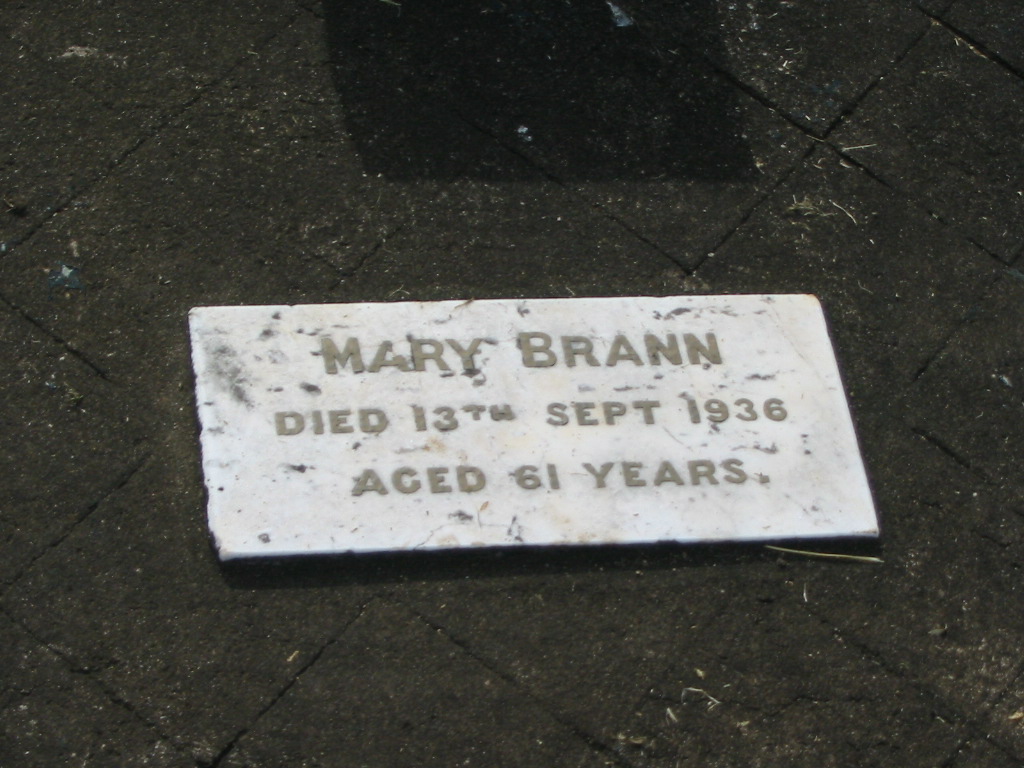 MARY BRANN
DIED 13TH SEPT 1936
AGED 61 YEARS.